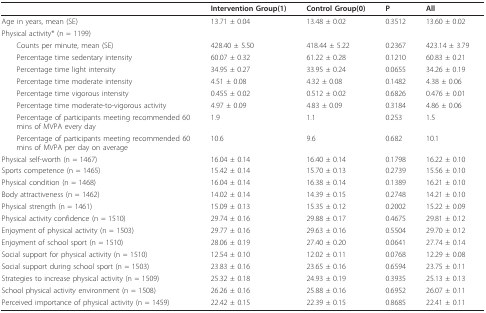 Intervention Group(1) Control Group(0) P All
Age in years, mean (SE) 13.71 ± 0.04 13.48 ± 0.02 0.3512 13.60 ± 0.02
Physical activity* (n = 1199)
Counts per minute, mean (SE) 428.40 ± 5.50 418.44 ± 5.22 0.2367 423.14 ± 3.79
Percentage time sedentary intensity 60.07 ± 0.32 61.22 ± 0.28 0.1210 60.83 ± 0.21
Percentage time light intensity 34.95 ± 0.27 33.95 ± 0.24 0.0655 34.26 ± 0.19
Percentage time moderate intensity 4.51 ± 0.08 4.32 ± 0.08 0.1482 4.38 ± 0.06
Percentage time vigorous intensity 0.455 ± 0.02 0.512 ± 0.02 0.6826 0.476 ± 0.01
Percentage time moderate-to-vigorous activity 4.97 ± 0.09 4.83 ± 0.09 0.3184 4.86 ± 0.06
Percentage of participants meeting recommended 60 1.9 1.1 0.253 1.5
mins of MVPA every day
Percentage of participants meeting recommended 60 10.6 9.6 0.682 10.1
mins of MVPA per day on average
Physical self-worth (n = 1467) 16.04 ± 0.14 16.40 ± 0.14 0.1798 16.22 ± 0.10
Sports competence (n = 1465) 15.42 ± 0.14 15.70 ± 0.13 0.2739 15.56 ± 0.10
Physical condition (n = 1468) 16.04 ± 0.14 16.38 ± 0.14 0.1389 16.21 ± 0.10
Body attractiveness (n = 1462) 14.02 ± 0.14 14.39 ± 0.15 0.2748 14.21 ± 0.10
Physical strength (n = 1461) 15.09 ± 0.13 15.35 ± 0.12 0.2002 15.22 ± 0.09
Physical activity confidence (n = 1510) 29.74 ± 0.16 29.88 ± 0.17 0.4675 29.81 ± 0.12
Enjoyment of physical activity (n = 1503) 29.77 ± 0.16 29.63 ± 0.16 0.5504 29.70 ± 0.12
Enjoyment of school sport (n = 1510) 28.06 ± 0.19 27.40 ± 0.20 0.0641 27.74 ± 0.14
Social support for physical activity (n = 1510) 12.54 ± 0.10 12.02 ± 0.11 0.0768 12.29 ± 0.08
Social support during school sport (n = 1503) 23.83 ± 0.16 23.65 ± 0.16 0.6594 23.75 ± 0.11
Strategies to increase physical activity (n = 1509) 25.32 ± 0.18 24.93 ± 0.19 0.3935 25.13 ± 0.13
School physical activity environment (n = 1508) 26.26 ± 0.16 25.88 ± 0.16 0.6952 26.07 ± 0.11
Perceived importance of physical activity (n = 1459) 22.42 ± 0.15 22.39 ± 0.15 0.8685 22.41 ± 0.11